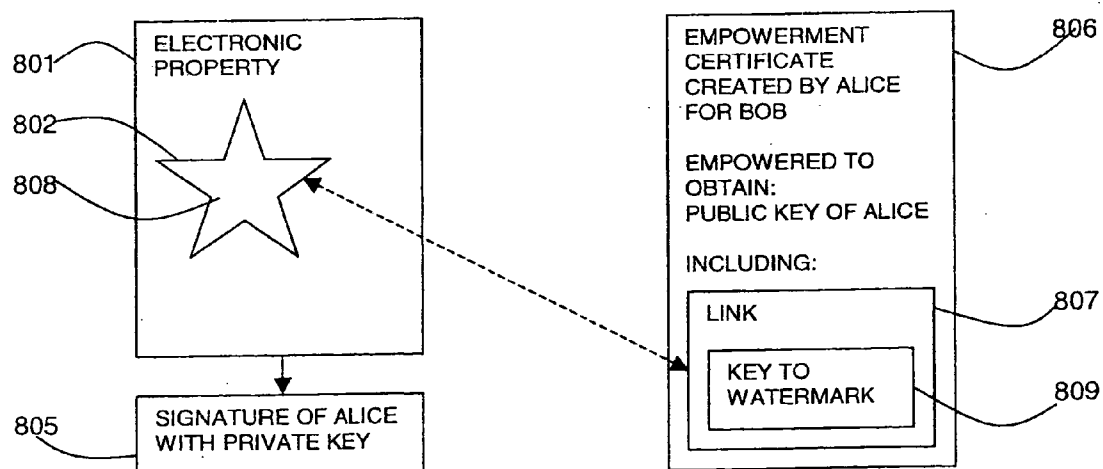 801
ELECTRONIC
PROPERTY
802
808
805
SIGNATURE OF ALICE
WITH PRIVATE KEY
806
EMPOWERMENT
CERTIFICATE
CREATED BY ALICE
FOR BOB
EMPOWERED TO
OBTAIN:
PUBLIC KEY OF ALICE
INCLUDING:
807
LINK
KEY TO
WATERMARK
809